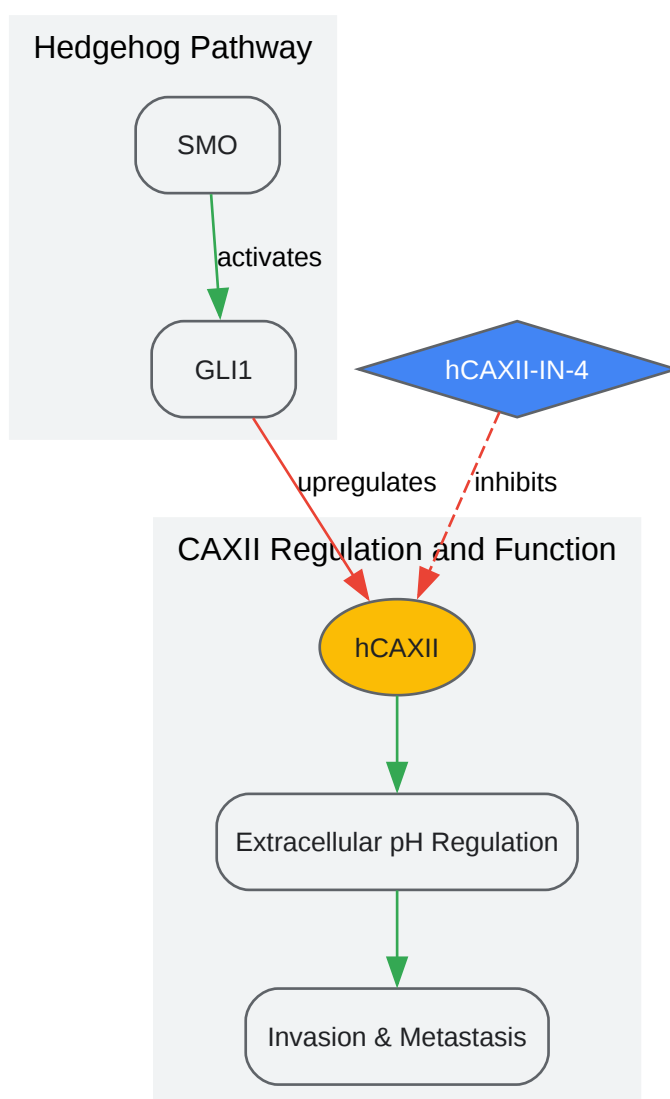 Hedgehog Pathway
SMO
activates
GLI1
hCAXII-IN-4
upregulates
inhibits
CAXII Regulation and Function
hCAXII
Extracellular pH Regulation
Invasion & Metastasis